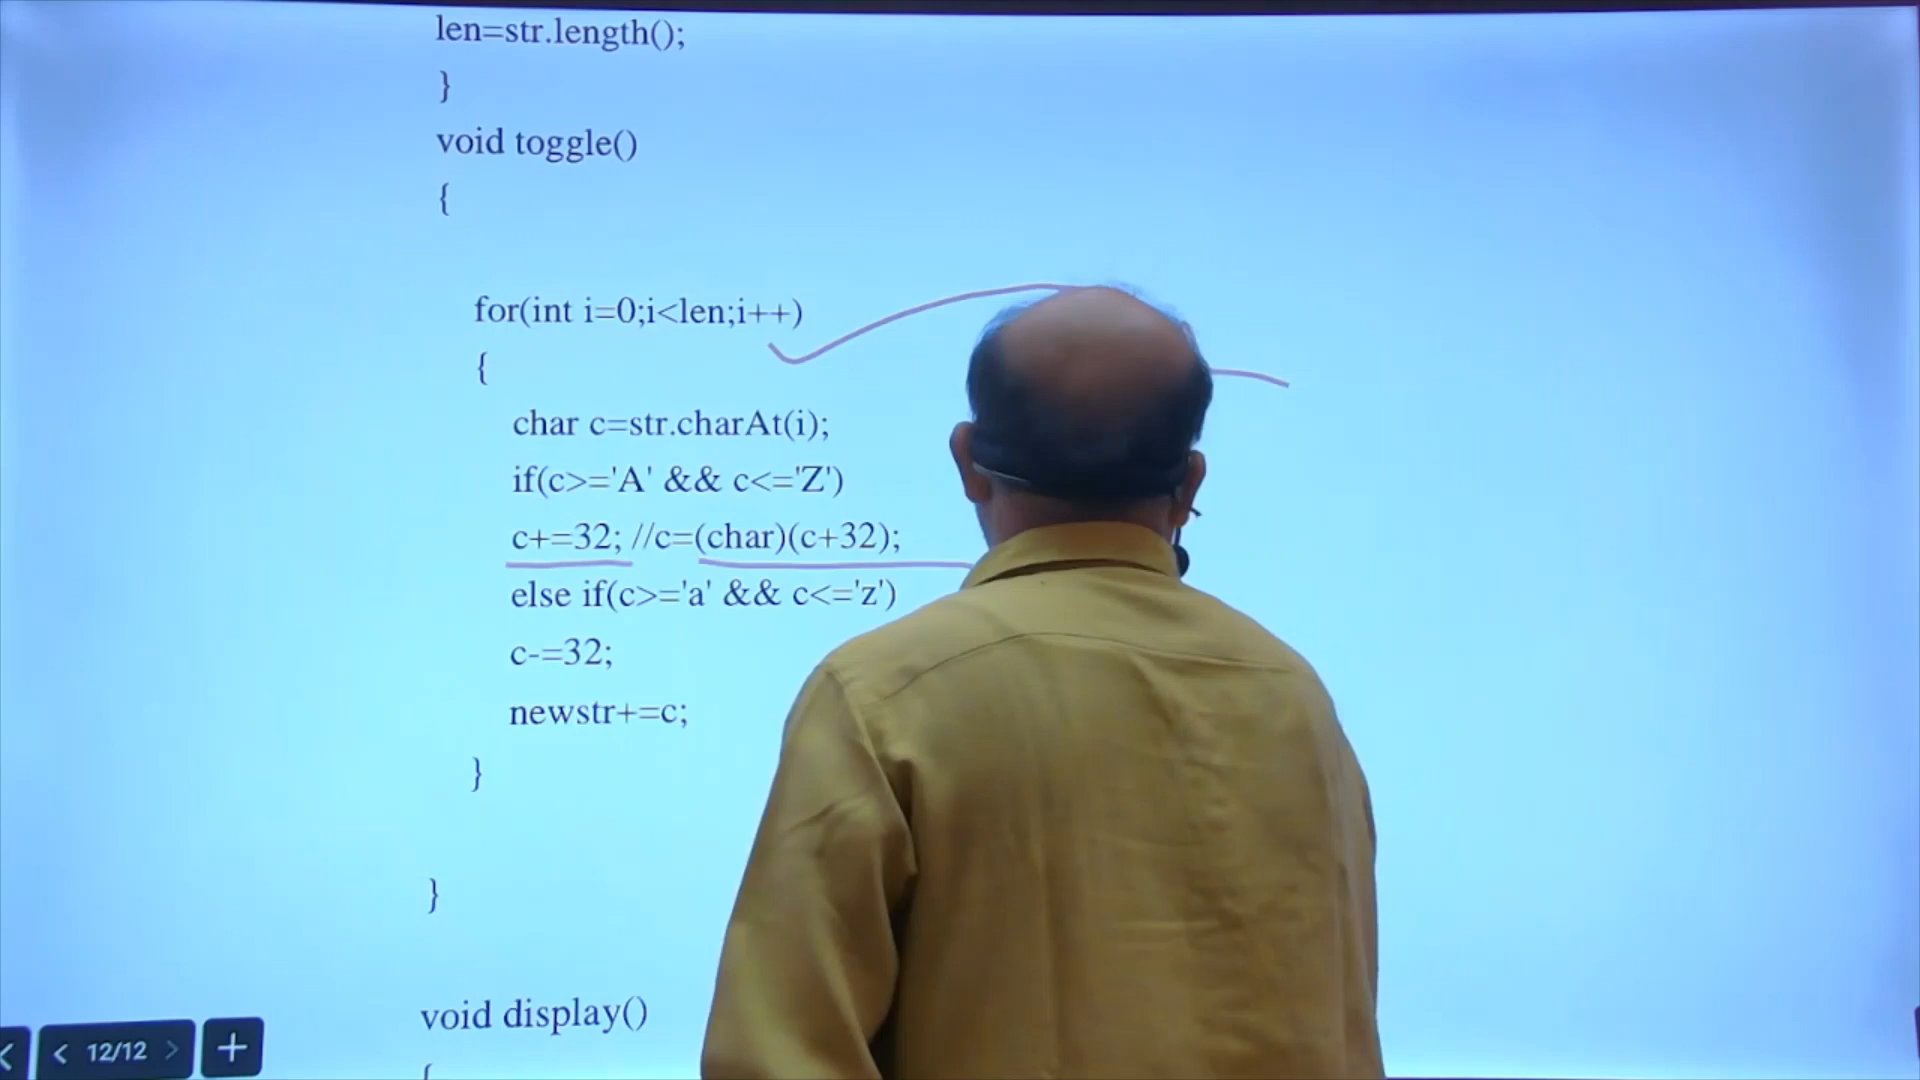 len=str.length();
}
void toggle()
{
for(int i=0;i<len;i++)
{
char c=str.charAt(i);
if(c>='A' && c<='Z')
c+=32; //c=(char)(c+32);
else if(c>='a' && c<='z')
c-=32;
newstr+=c;
}
}
void display()
{
< < 12/12 > +